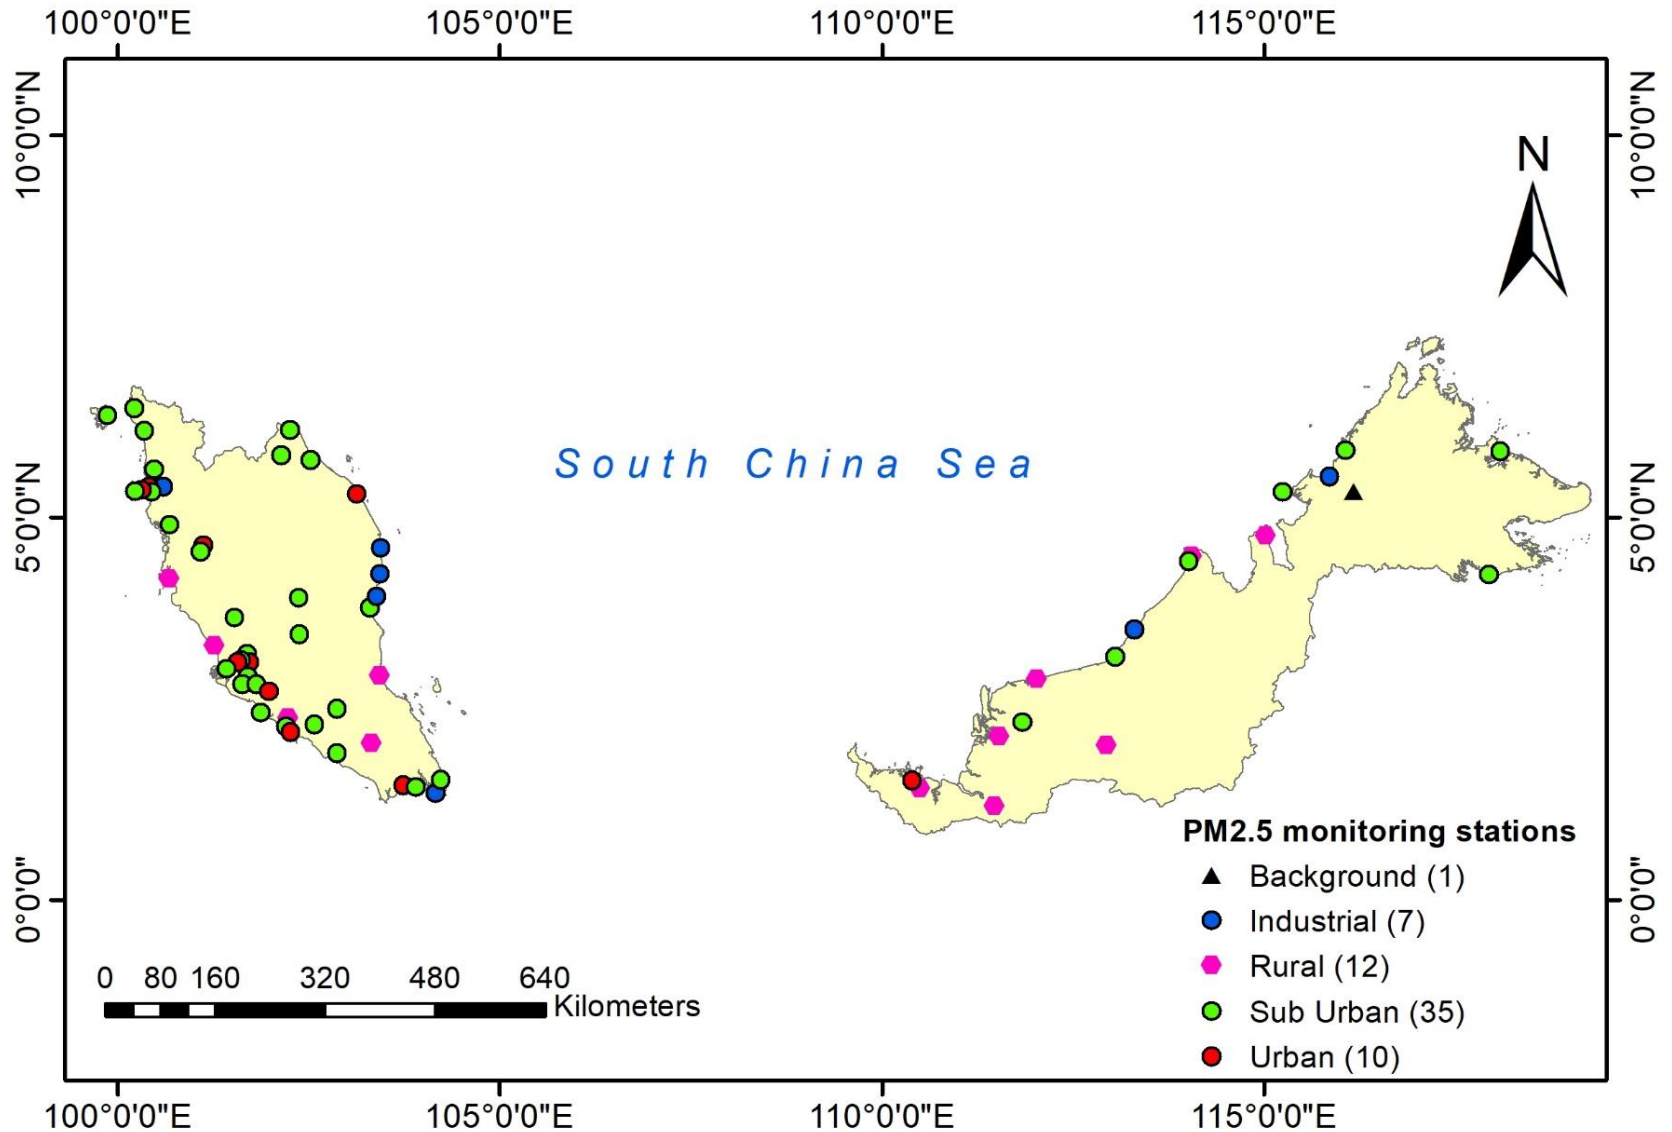 100°0'0"E 105°0'0"E 110°0'0"E 115°0'0"E
10°0'0"N
10°0'0"N
N
South China Sea
5°0'0"N
5°0'0"N
PM2.5 monitoring stations
Background (1)
Industrial (7)
Rural (12)
Sub Urban (35)
Urban (10)
0°0'0"
0°0'0"
0 80 160 320 480 640
Kilometers
100°0'0"E 105°0'0"E 110°0'0"E 115°0'0"E